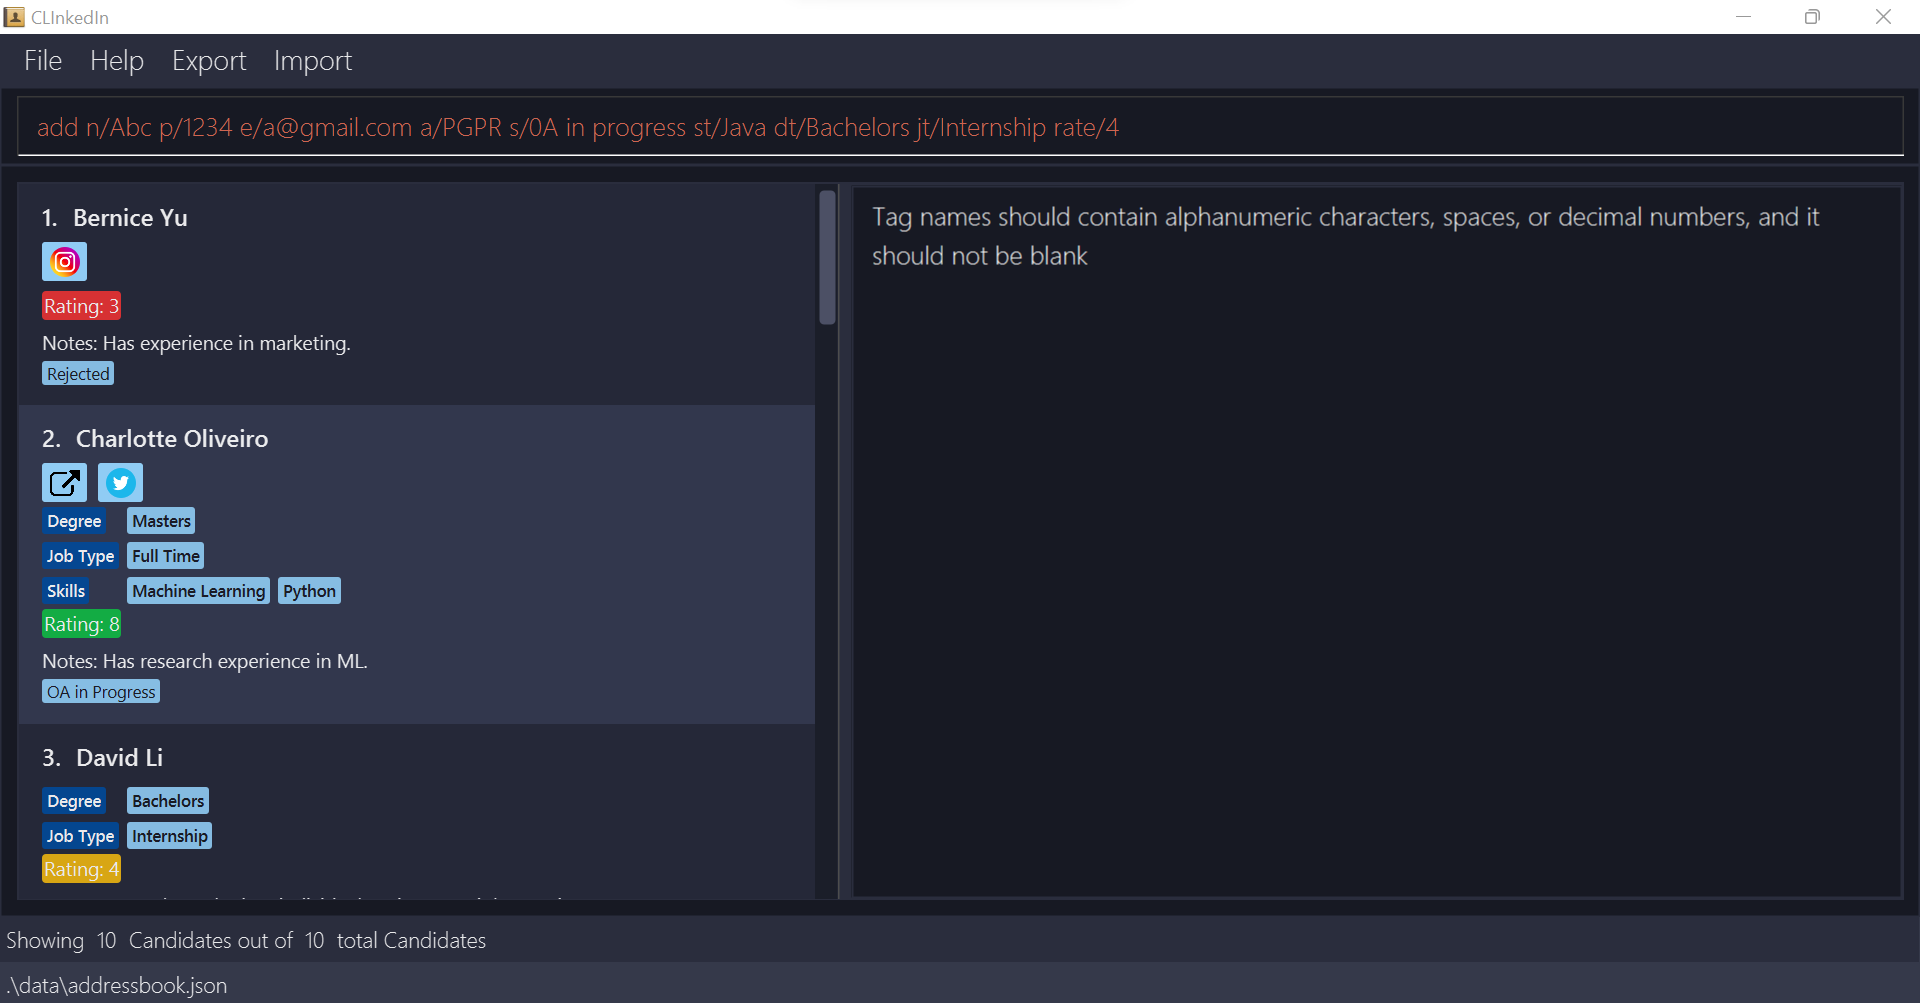 CLInkedIn
File Help Export Import
add n/Abc p/1234 e/a@gmail.com a/PGPR s/0A in progress st/Java dt/Bachelors jt/Internship rate/4
1. Bernice Yu
Rating: 3
Notes: Has experience in marketing.
Rejected
2. Charlotte Oliveiro
Degree Masters
Job Type Full Time
Skills Machine Learning Python
Rating: 8
Notes: Has research experience in ML.
OA in Progress
3. David Li
Degree Bachelors
Job Type Internship
Rating: 4
Tag names should contain alphanumeric characters, spaces, or decimal numbers, and it
should not be blank
Showing 10 Candidates out of 10 total Candidates
.\data\addressbook.json